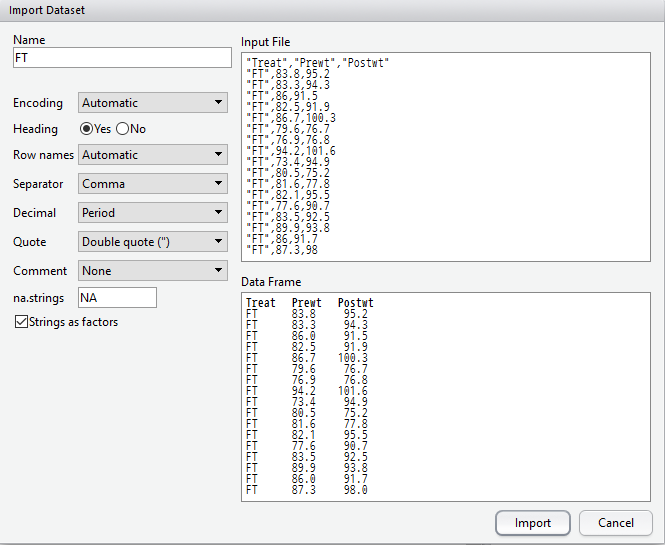 Import Dataset
Name
FT
Encoding Automatic
Heading Yes No
Row names Automatic
Separator Comma
Decimal Period
Quote Double quote (")
Comment None
na.strings NA
Strings as factors
Input File
"Treat","Prewt","Postwt"
"FT",83.8,95.2
"FT",83.3,94.3
"FT",86,91.5
"FT",82.5,91.9
"FT",86.7,100.3
"FT",79.6,76.7
"FT",76.9,76.8
"FT",94.2,101.6
"FT",73.4,94.9
"FT",80.5,75.2
"FT",81.6,77.8
"FT",82.1,95.5
"FT",77.6,90.7
"FT",83.5,92.5
"FT",89.9,93.8
"FT",86,91.7
"FT",87.3,98
Data Frame
Treat Prewt Postwt
FT 83.8 95.2
FT 83.3 94.3
FT 86.0 91.5
FT 82.5 91.9
FT 86.7 100.3
FT 79.6 76.7
FT 76.9 76.8
FT 94.2 101.6
FT 73.4 94.9
FT 80.5 75.2
FT 81.6 77.8
FT 82.1 95.5
FT 77.6 90.7
FT 83.5 92.5
FT 89.9 93.8
FT 86.0 91.7
FT 87.3 98.0
Import Cancel